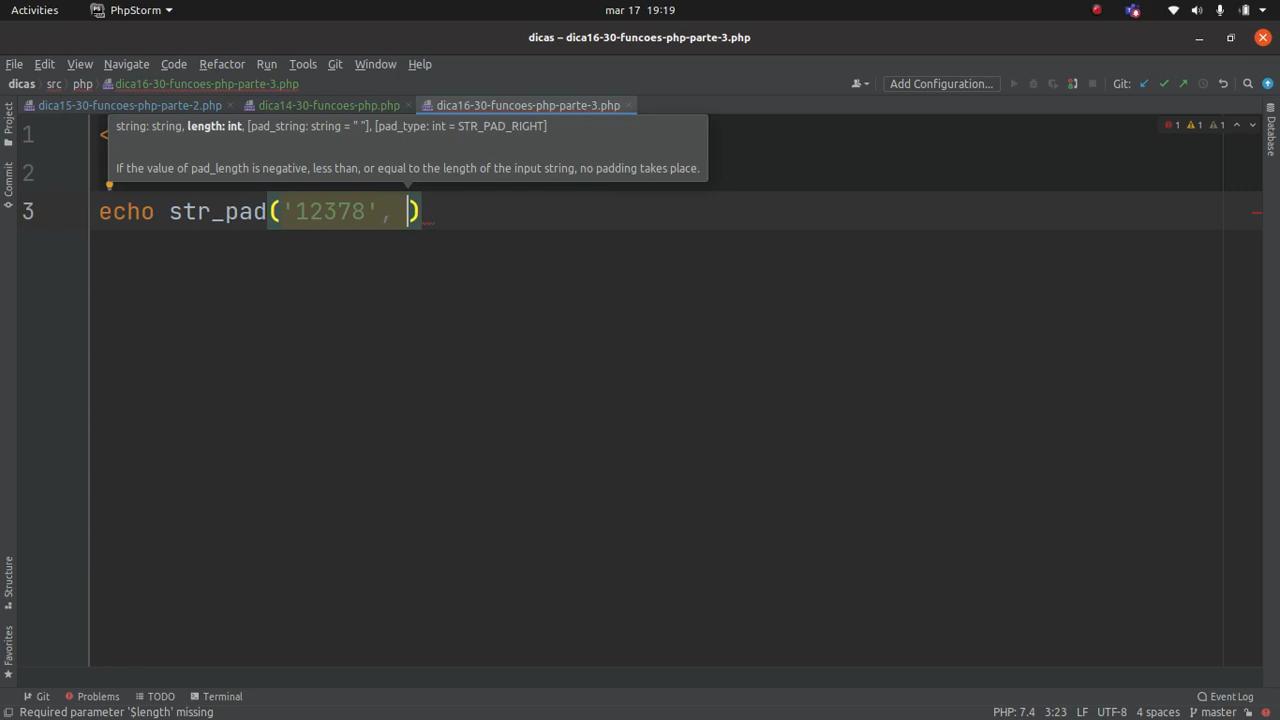 Activities PhpStorm mar 17 19:19
dicas – dica16-30-funcoes-php-parte-3.php
File Edit View Navigate Code Refactor Run Tools Git Window Help
dicas src php dica16-30-funcoes-php-parte-3.php Add Configuration... Git:
dica15-30-funcoes-php-parte-2.php dica14-30-funcoes-php.php dica16-30-funcoes-php-parte-3.php
Project
Commit
Structure
Favorites
Database
string: string, length: int, [pad_string: string = " "], [pad_type: int = STR_PAD_RIGHT]
If the value of pad_length is negative, less than, or equal to the length of the input string, no padding takes place.
1 <
2
3 echo str_pad('12378', )
1 1 1
Git Problems TODO Terminal Event Log
Required parameter '$length' missing PHP: 7.4 3:23 LF UTF-8 4 spaces master